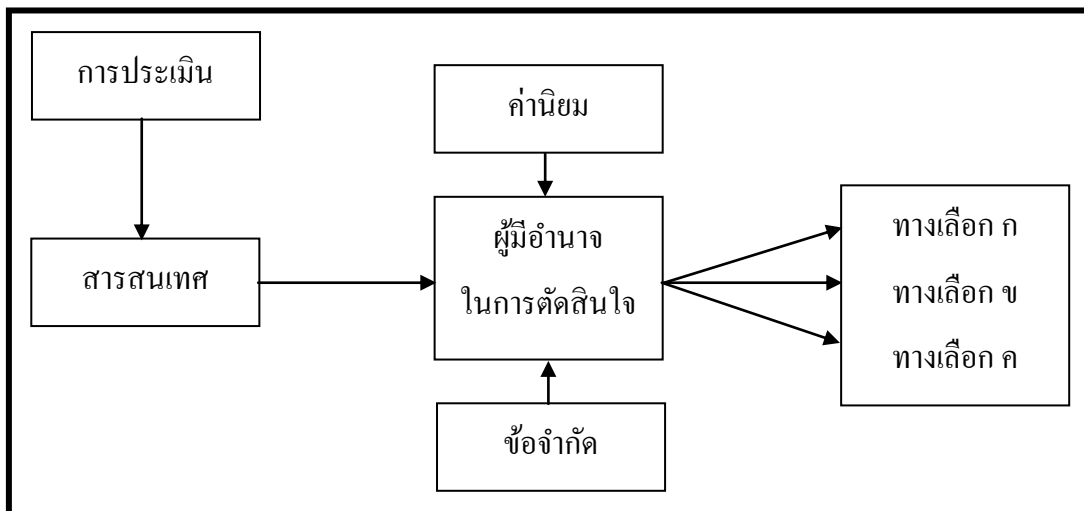 การประเมิน
ค่านิยม
สารสนเทศ
ผู้มีอำนาจ
ในการตัดสินใจ
ทางเลือก ก
ทางเลือก ข
ทางเลือก ค
ข้อจำกัด